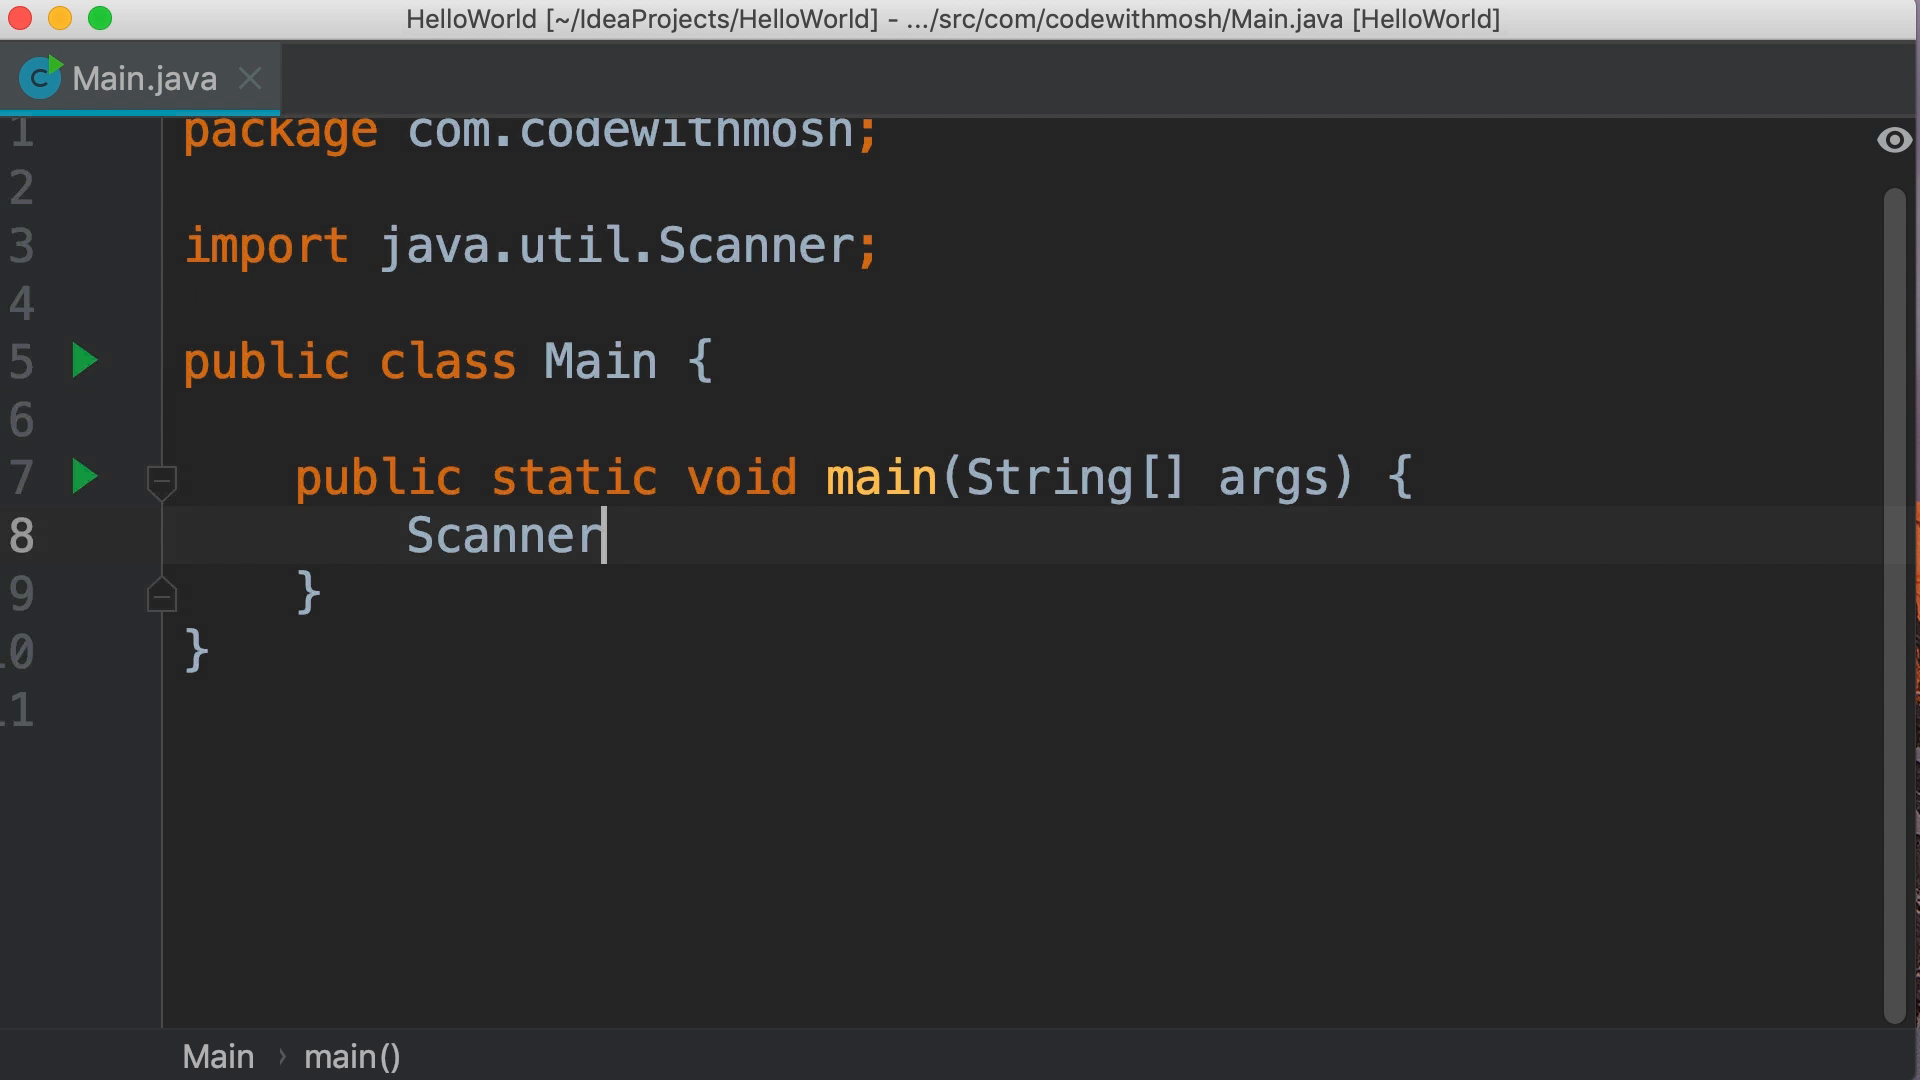 HelloWorld [~/IdeaProjects/HelloWorld] - .../src/com/codewithmosh/Main.java [HelloWorld]
C Main.java
1 package com.codewithmosh;
2
3 import java.util.Scanner;
4
5 public class Main {
6
7 public static void main(String[] args) {
8 Scanner
9 }
10 }
11
Main › main()